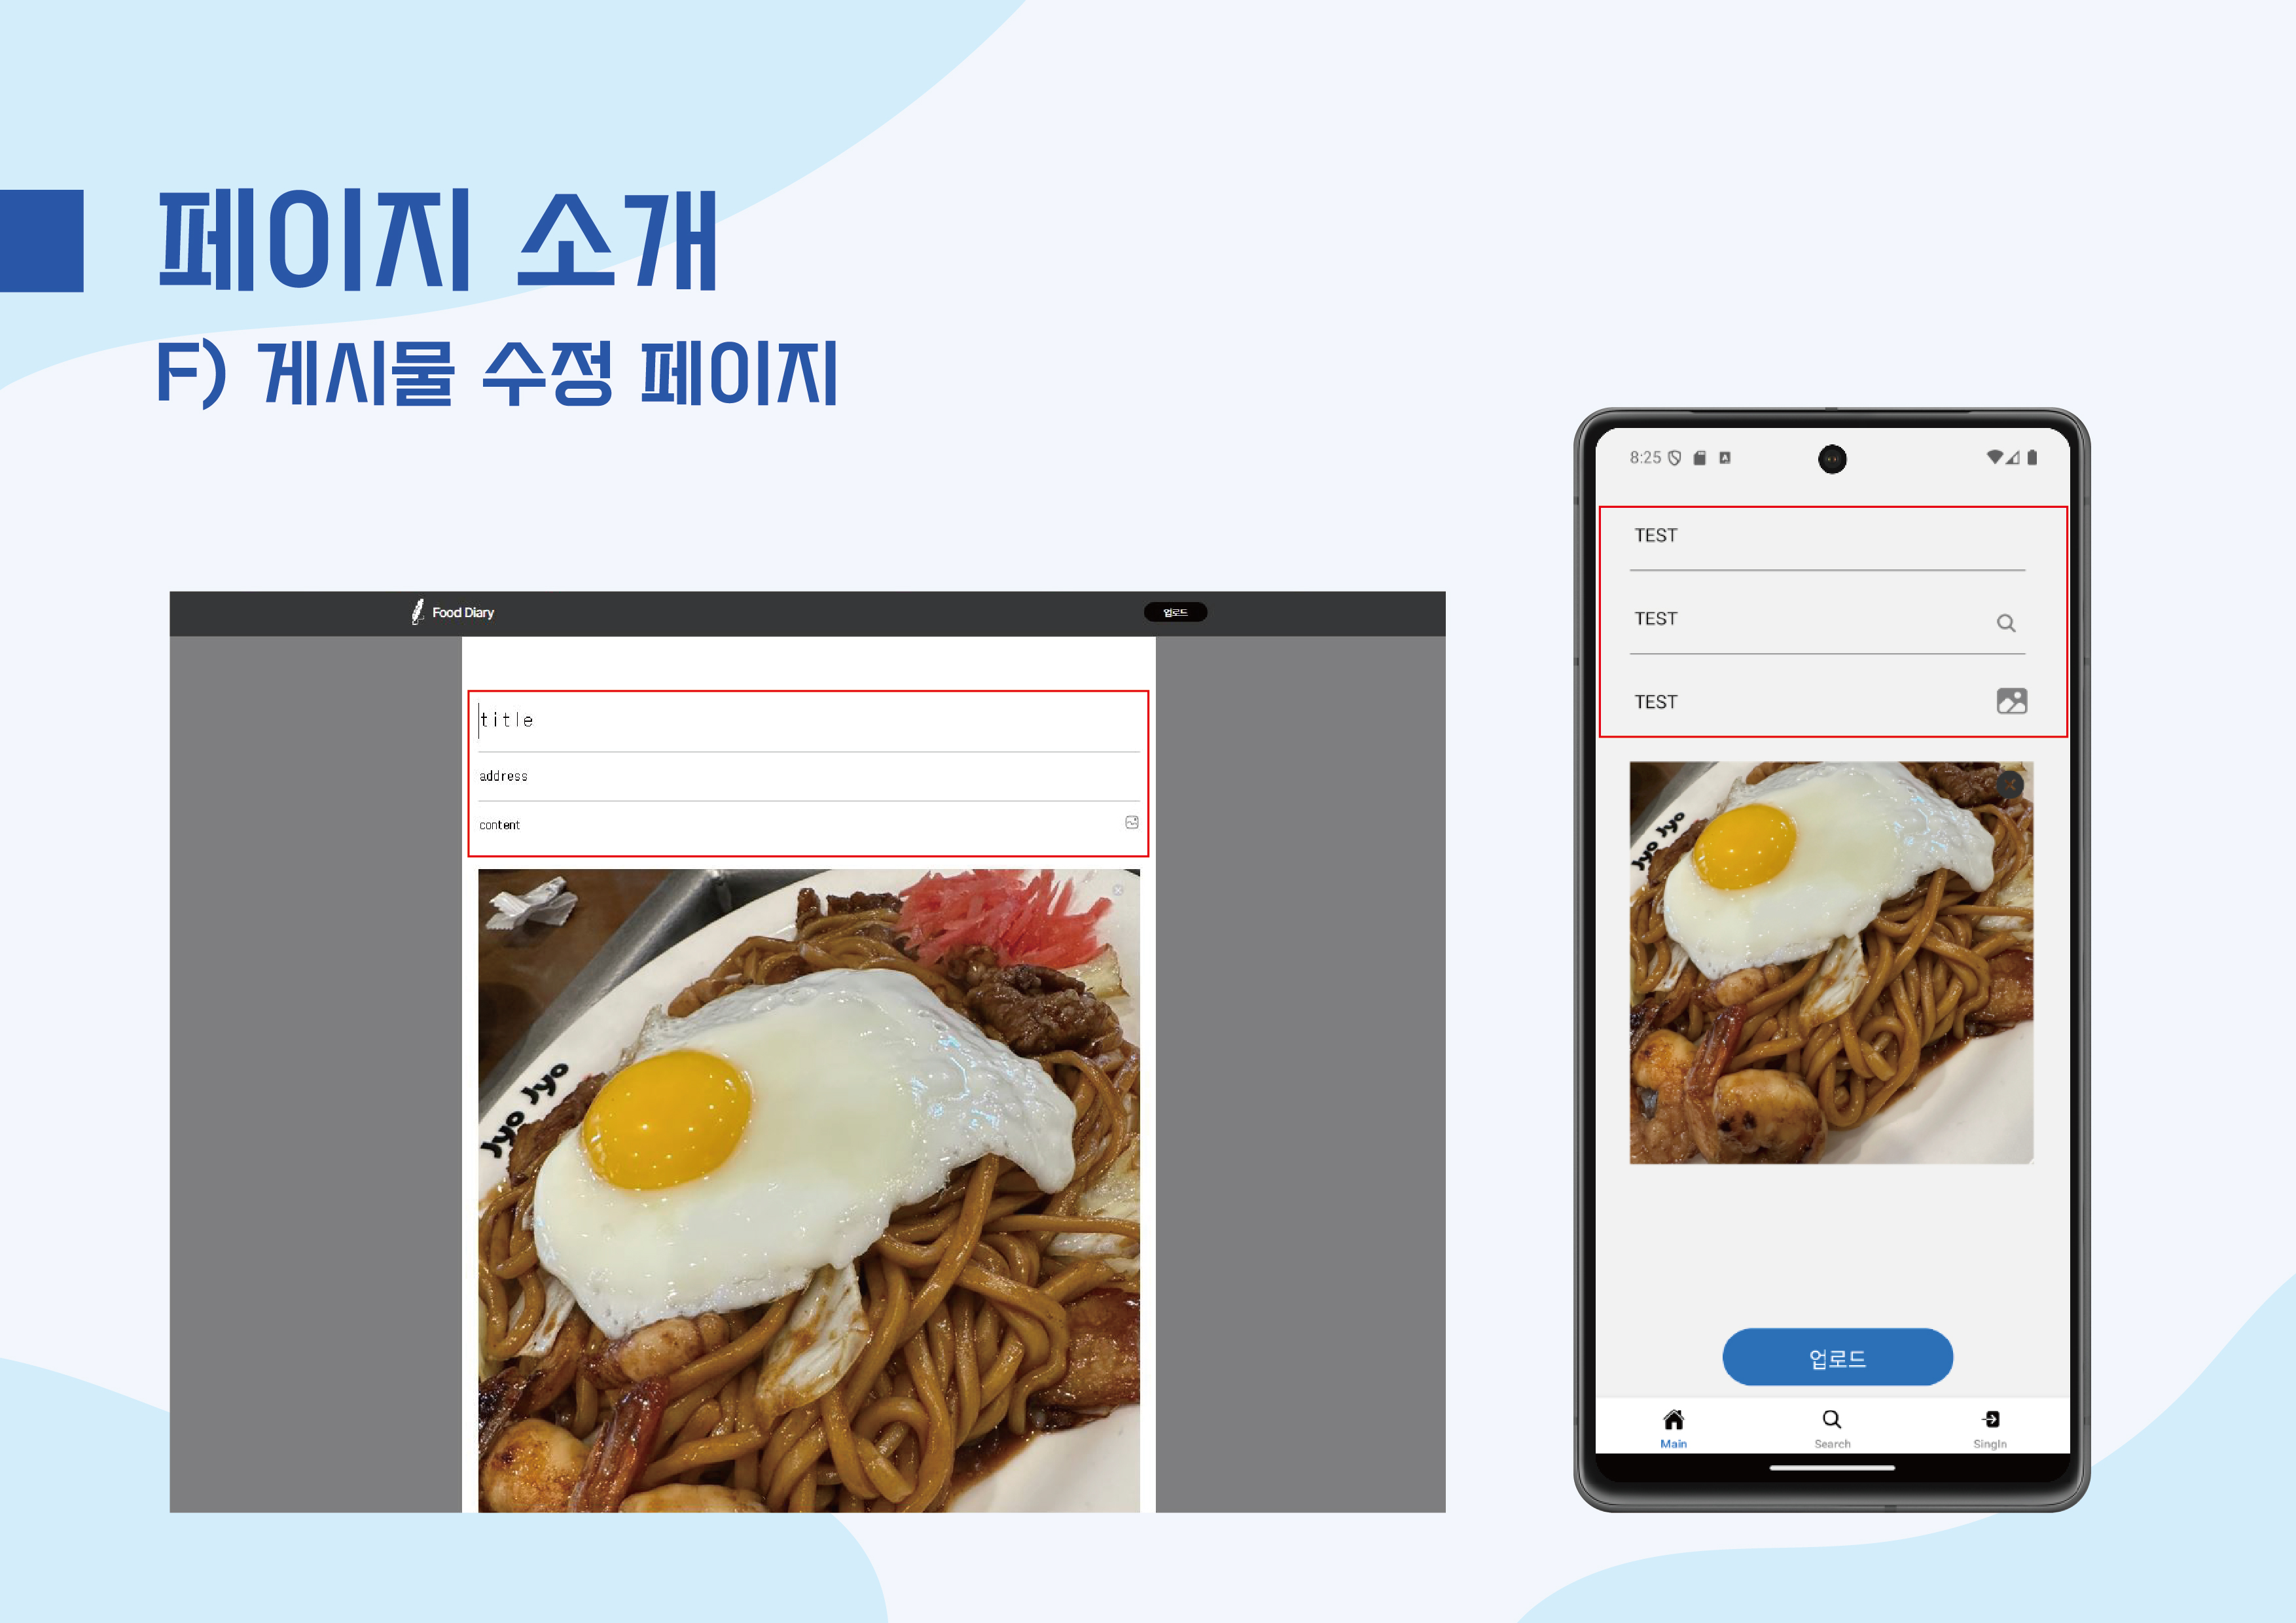 페이지 소개
F) 게시물 수정 페이지
Food Diary
업로드
title
address
content
Jyo Jyo
8:25
TEST
TEST
TEST
Jyo Jyo
업로드
Main
Search
SingIn